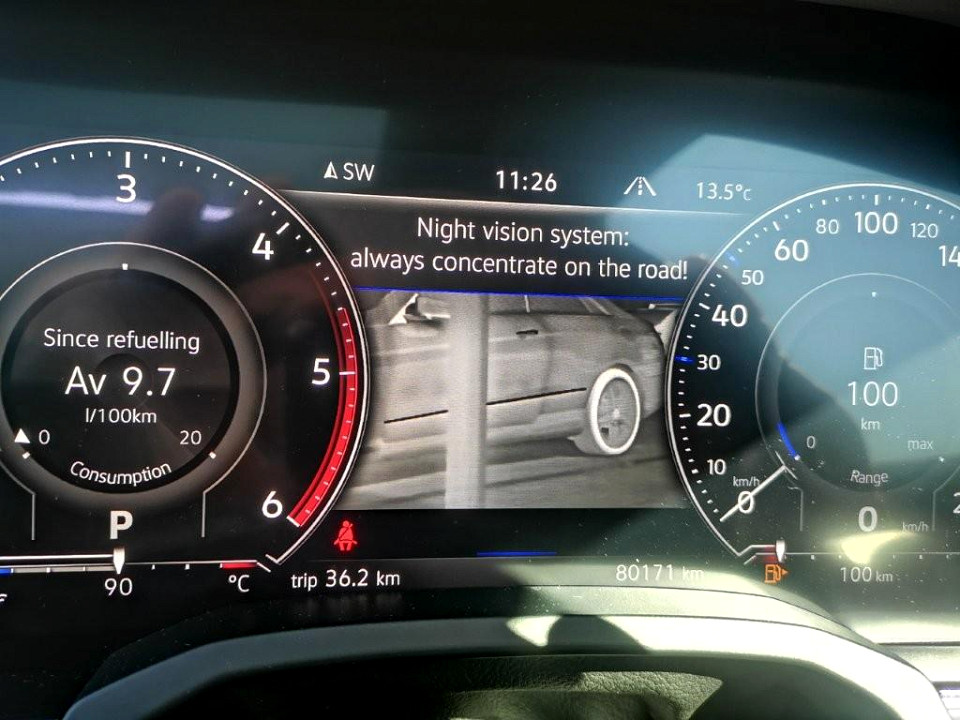 SW
11:26
13.5°C
Night vision system:
always concentrate on the road!
3
4
5
6
Since refuelling
Av 9.7
l/100km
0
20
Consumption
P
90
°C
trip 36.2 km
80171 km
0
10
20
30
40
50
60
80
100
120
km/h
100
km
0
max
Range
0
km/h
100 km